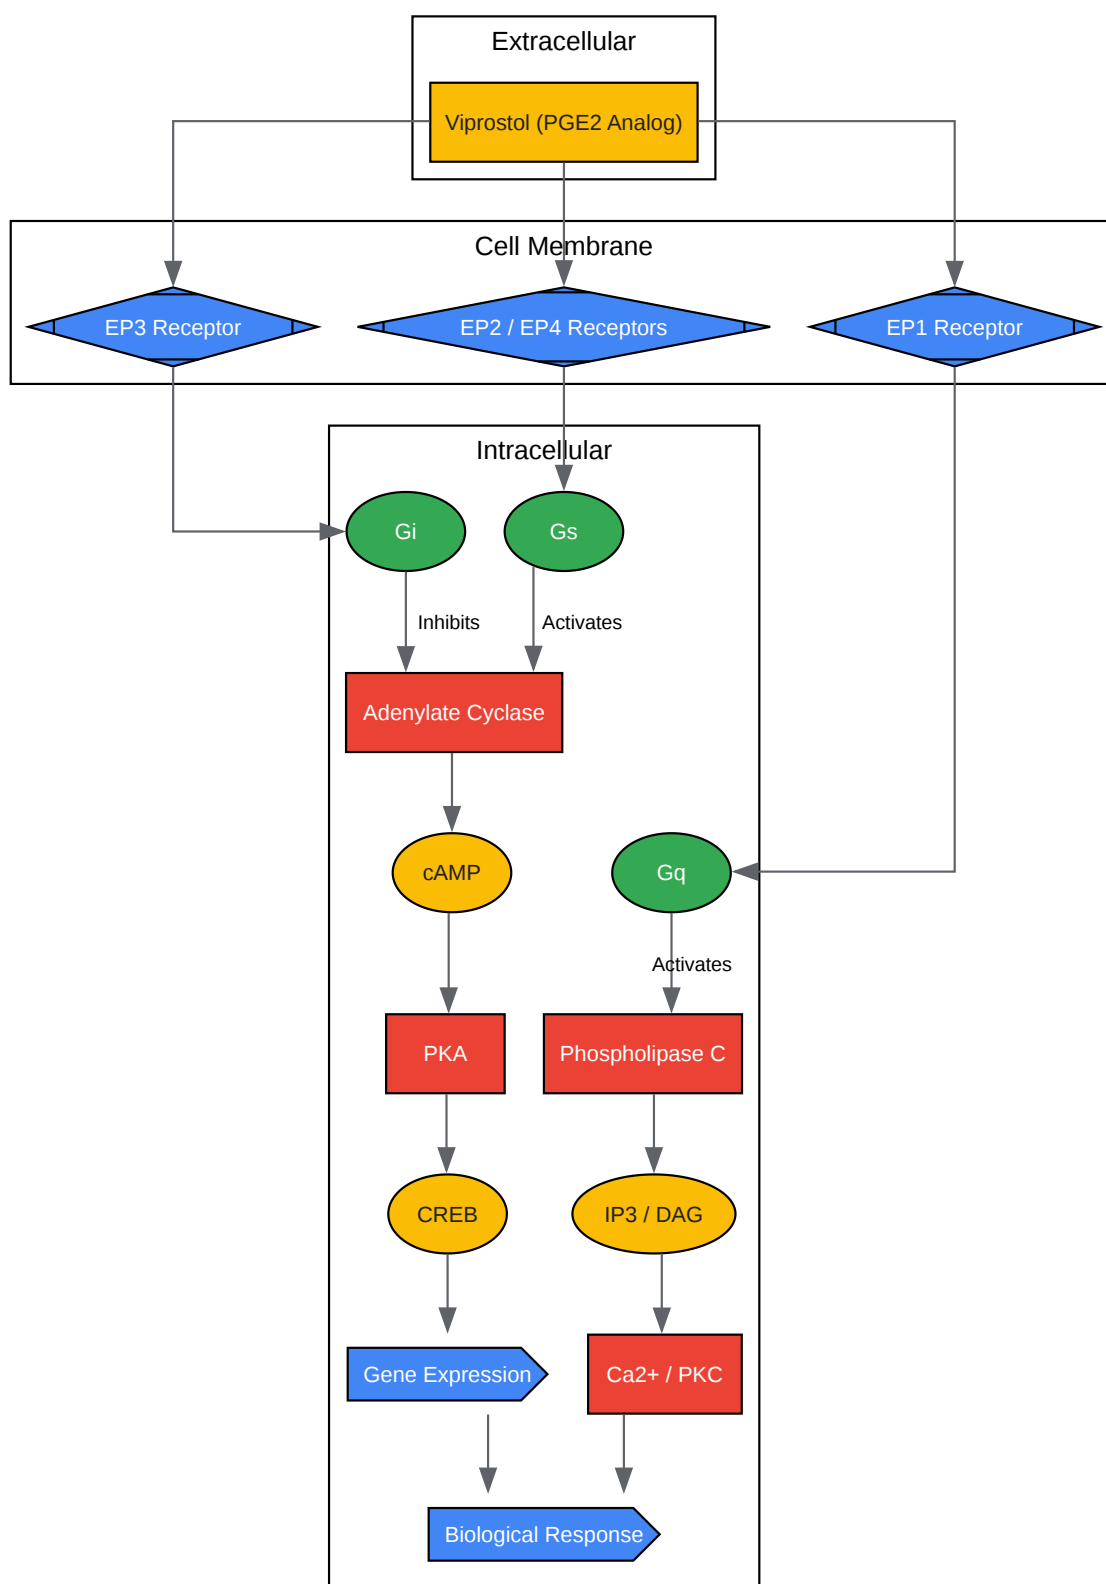 Extracellular
Viprostol (PGE2 Analog)
Cell Membrane
EP3 Receptor
EP2 / EP4 Receptors
EP1 Receptor
Intracellular
Gi
Gs
Inhibits
Activates
Adenylate Cyclase
cAMP
Gq
Activates
PKA
Phospholipase C
CREB
IP3 / DAG
Gene Expression
Ca2+ / PKC
Biological Response